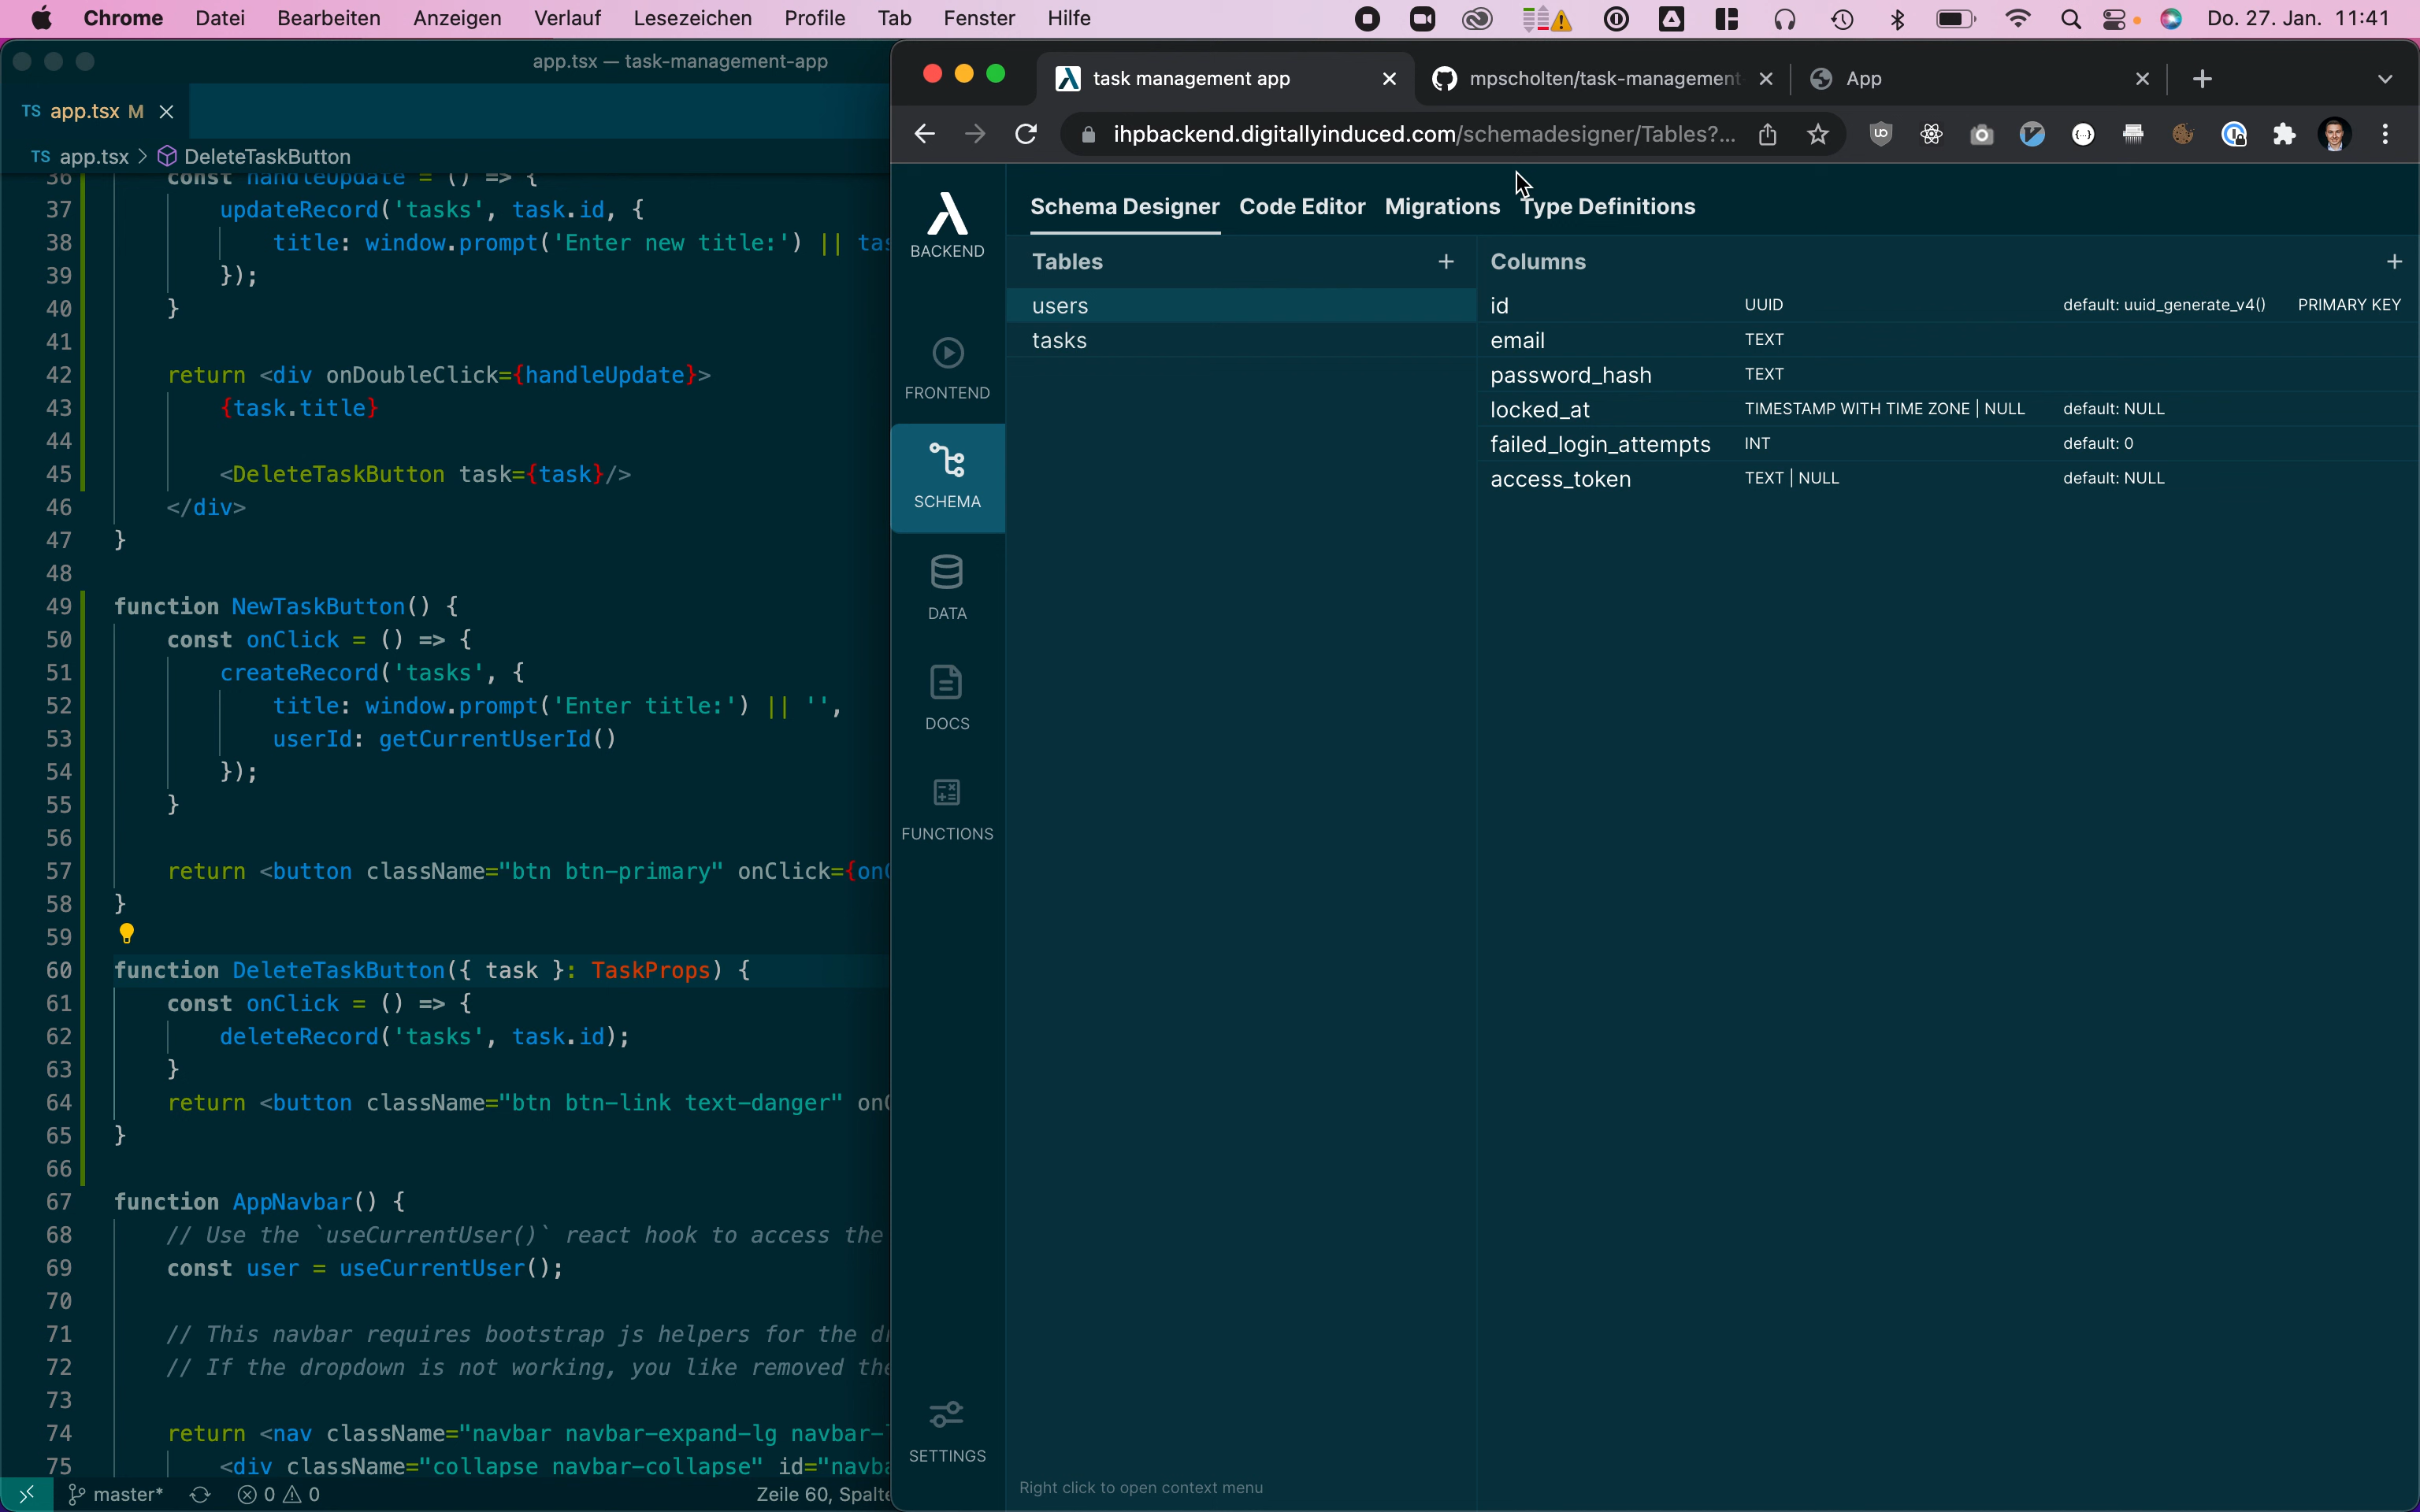 Chrome Datei Bearbeiten Anzeigen Verlauf Lesezeichen Profile Tab Fenster Hilfe Do. 27. Jan. 11:41
app.tsx — task-management-app
TS app.tsx M
TS app.tsx > DeleteTaskButton
36 const handleUpdate = () => {
37 updateRecord('tasks', task.id, {
38 title: window.prompt('Enter new title:') || tas
39 });
40 }
41
42 return <div onDoubleClick={handleUpdate}>
43 {task.title}
44
45 <DeleteTaskButton task={task}/>
46 </div>
47 }
48
49 function NewTaskButton() {
50 const onClick = () => {
51 createRecord('tasks', {
52 title: window.prompt('Enter title:') || '',
53 userId: getCurrentUserId()
54 });
55 }
56
57 return <button className="btn btn-primary" onClick={onC
58 }
59
60 function DeleteTaskButton({ task }: TaskProps) {
61 const onClick = () => {
62 deleteRecord('tasks', task.id);
63 }
64 return <button className="btn btn-link text-danger" onC
65 }
66
67 function AppNavbar() {
68 // Use the `useCurrentUser()` react hook to access the
69 const user = useCurrentUser();
70
71 // This navbar requires bootstrap js helpers for the dr
72 // If the dropdown is not working, you like removed the
73
74 return <nav className="navbar navbar-expand-lg navbar-l
75 <div className="collapse navbar-collapse" id="navba
master* 0 0 Zeile 60, Spalte
task management app
mpscholten/task-management
App
ihpbackend.digitallyinduced.com/schemadesigner/Tables?...
BACKEND
FRONTEND
SCHEMA
DATA
DOCS
FUNCTIONS
SETTINGS
Schema Designer Code Editor Migrations Type Definitions
Tables +
users
tasks
Columns +
id UUID default: uuid_generate_v4() PRIMARY KEY
email TEXT
password_hash TEXT
locked_at TIMESTAMP WITH TIME ZONE | NULL default: NULL
failed_login_attempts INT default: 0
access_token TEXT | NULL default: NULL
Right click to open context menu